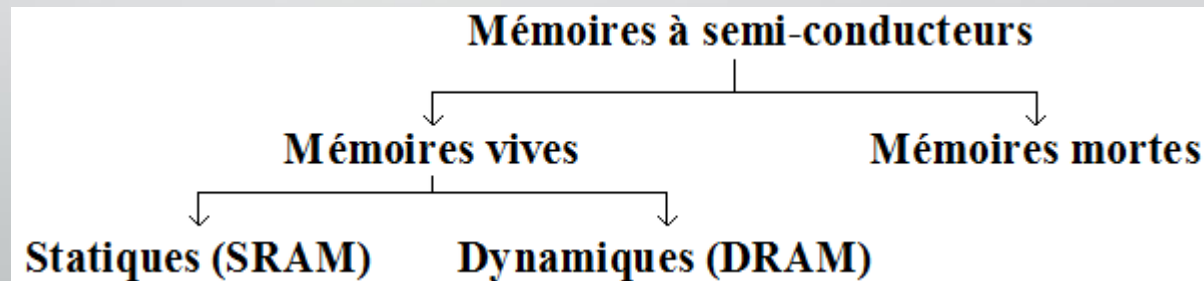 Mémoires à semi-conducteurs
Mémoires vives Mémoires mortes
Statiques (SRAM) Dynamiques (DRAM)